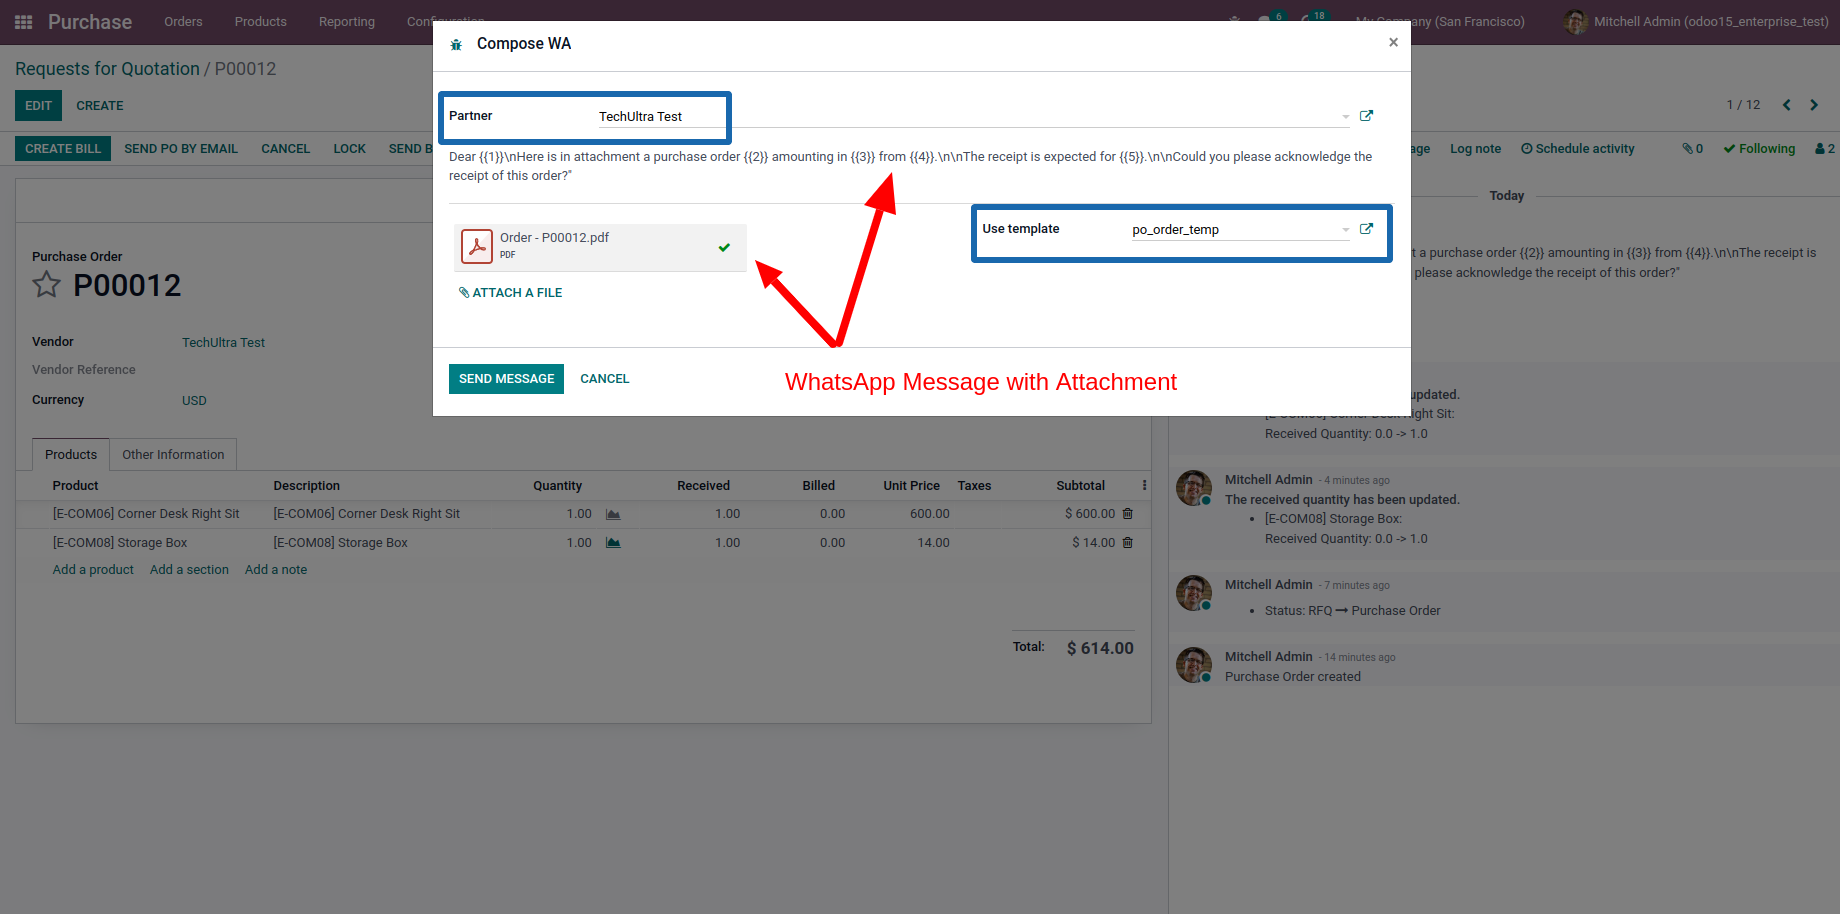 Purchase
Orders
Products
Reporting
6
18
My Company (San Francisco)
Mitchell Admin (odoo15_enterprise_test)
Requests for Quotation / P00012
EDIT
CREATE
1 / 12
CREATE BILL
SEND PO BY EMAIL
CANCEL
LOCK
SEND B
age
Log note
Schedule activity
0
Following
2
Compose WA
×
Partner
TechUltra Test
Dear {{1}}\nHere is in attachment a purchase order {{2}} amounting in {{3}} from {{4}}.\n\nThe receipt is expected for {{5}}.\n\nCould you please acknowledge the
receipt of this order?"
Order - P00012.pdf
PDF
ATTACH A FILE
Use template
po_order_temp
SEND MESSAGE
CANCEL
WhatsApp Message with Attachment
Purchase Order
P00012
Vendor
TechUltra Test
Vendor Reference
Currency
USD
Products
Other Information
Product
Description
Quantity
Received
Billed
Unit Price
Taxes
Subtotal
[E-COM06] Corner Desk Right Sit
[E-COM06] Corner Desk Right Sit
1.00
1.00
0.00
600.00
$ 600.00
[E-COM08] Storage Box
[E-COM08] Storage Box
1.00
1.00
0.00
14.00
$ 14.00
Add a product
Add a section
Add a note
Total:
$ 614.00
Today
t a purchase order {{2}} amounting in {{3}} from {{4}}.\n\nThe receipt is
please acknowledge the receipt of this order?"
pdated.
[E-COM06] Corner Desk Right Sit:
Received Quantity: 0.0 -> 1.0
Mitchell Admin - 4 minutes ago
The received quantity has been updated.
• [E-COM08] Storage Box:
Received Quantity: 0.0 -> 1.0
Mitchell Admin - 7 minutes ago
• Status: RFQ → Purchase Order
Mitchell Admin - 14 minutes ago
Purchase Order created